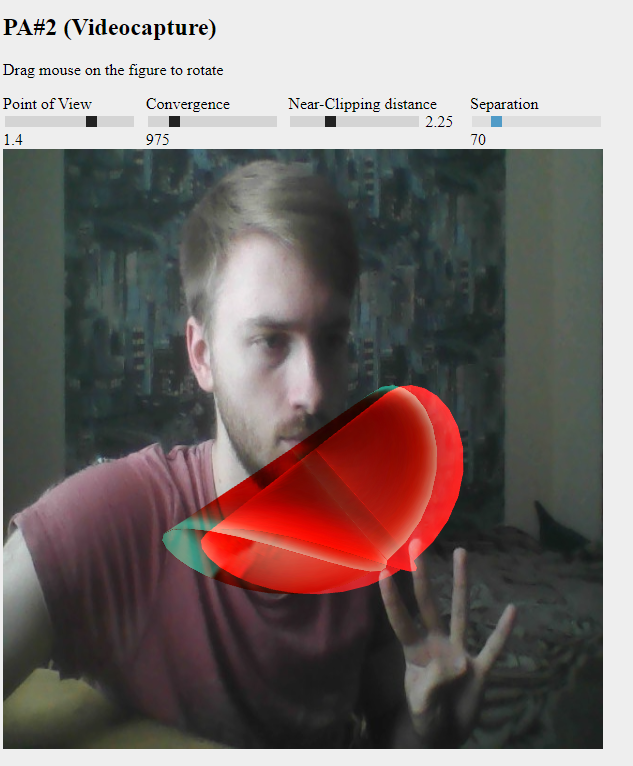 PA#2 (Videocapture)
Drag mouse on the figure to rotate
Point of View Convergence Near-Clipping distance Separation
2.25
1.4 975 70